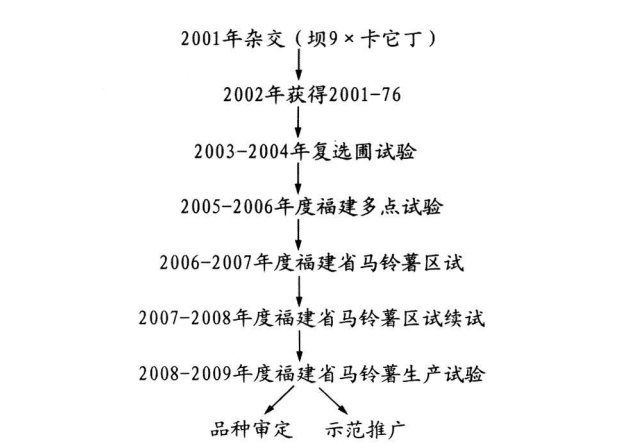 2001年杂交(坝9×卡它丁)
2002年获得2001-76
2003-2004年复选圃试验
2005-2006年度福建多点试验
2006-2007年度福建省马铃薯区试
2007-2008年度福建省马铃薯区试续试
2008-2009年度福建省马铃薯生产试验
品种审定 示范推广